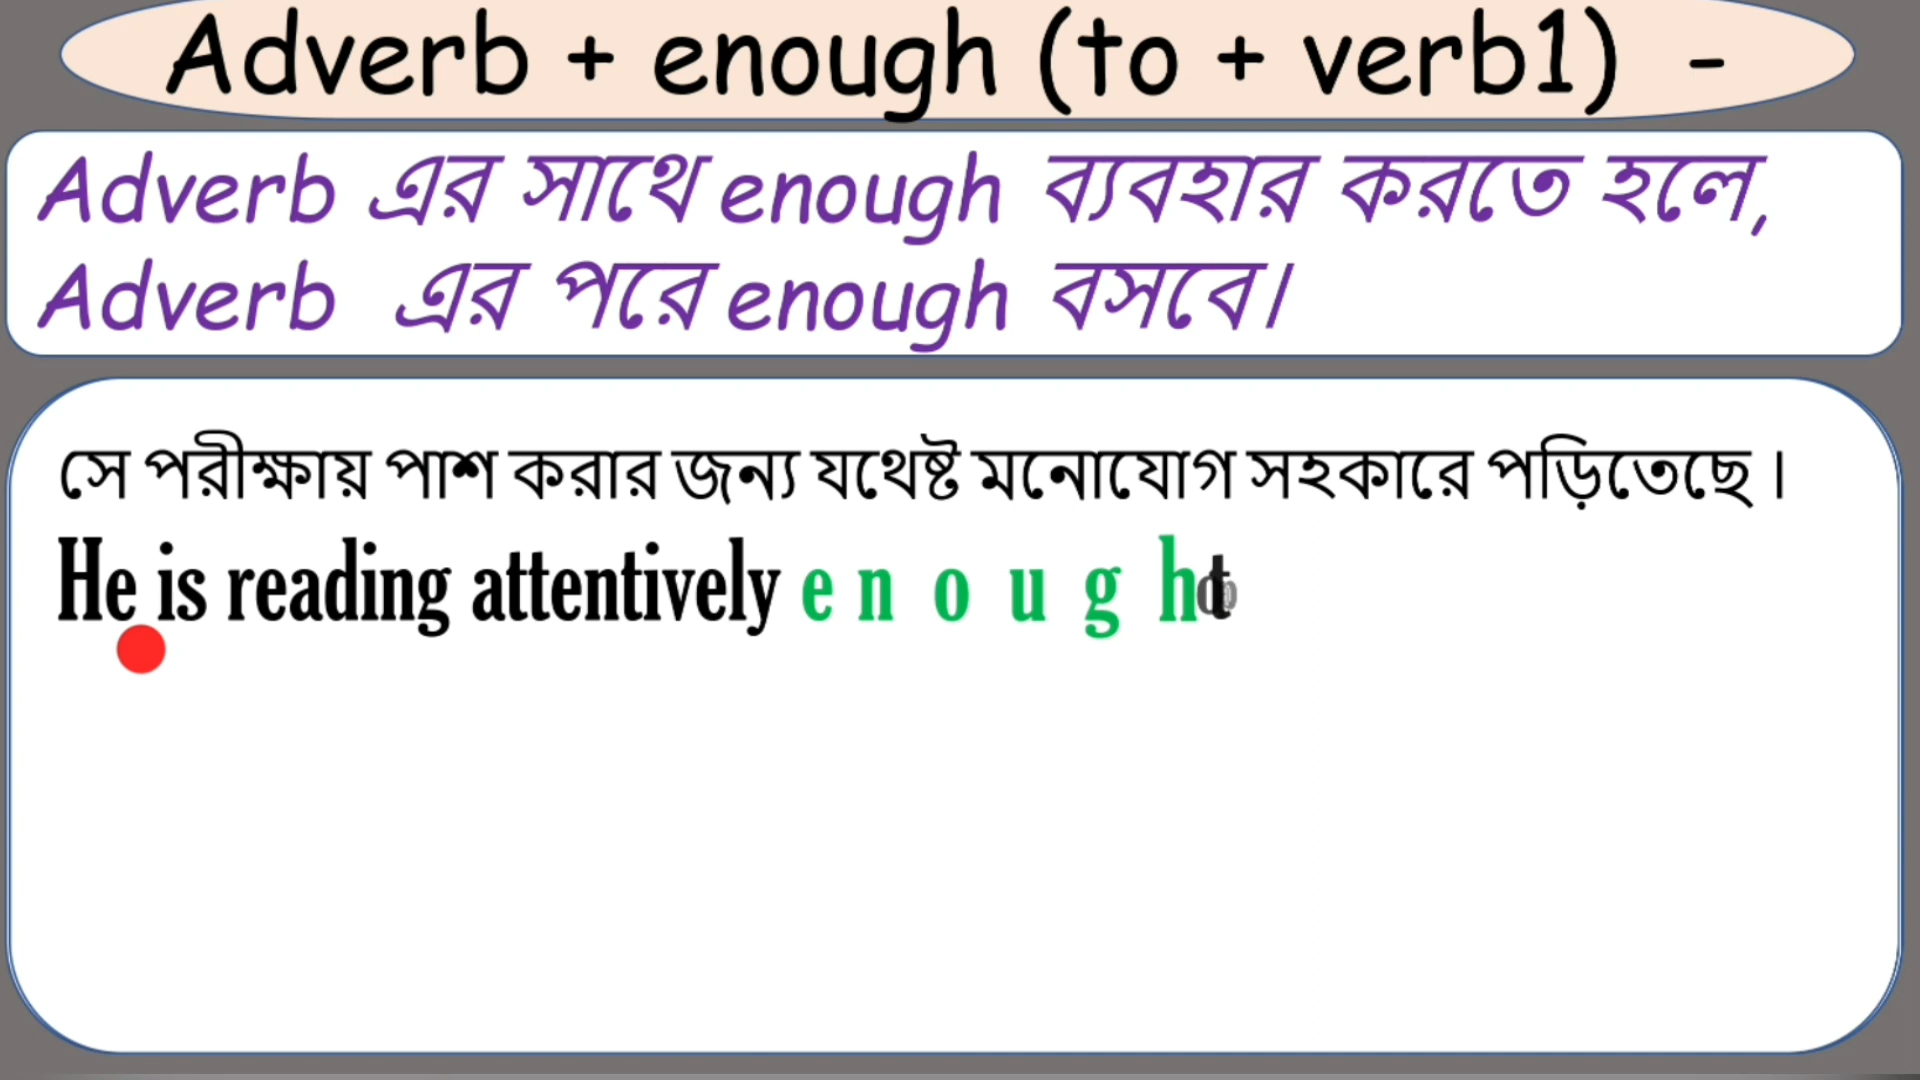 Adverb + enough (to + verb1) -
Adverb এর সাথে enough ব্যবহার করতে হলে,
Adverb এর পরে enough বসবে।
সে পরীক্ষায় পাশ করার জন্য যথেষ্ট মনোযোগ সহকারে পড়িতেছে।
He is reading attentively enough